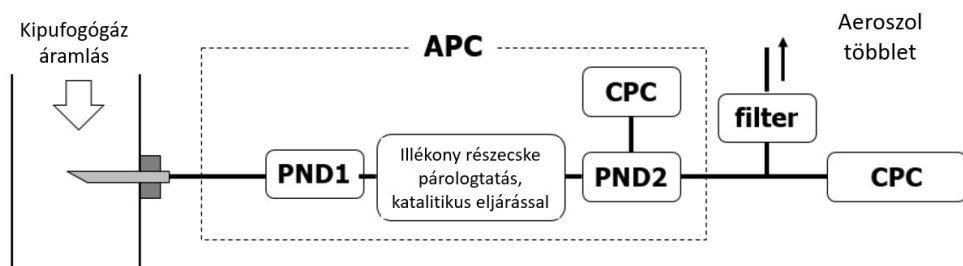 Kipufogógáz
áramlás
APC
Aeroszol
többlet
CPC
filter
PND1
Illékony részecske
párologtatás,
katalitikus eljárással
PND2
CPC